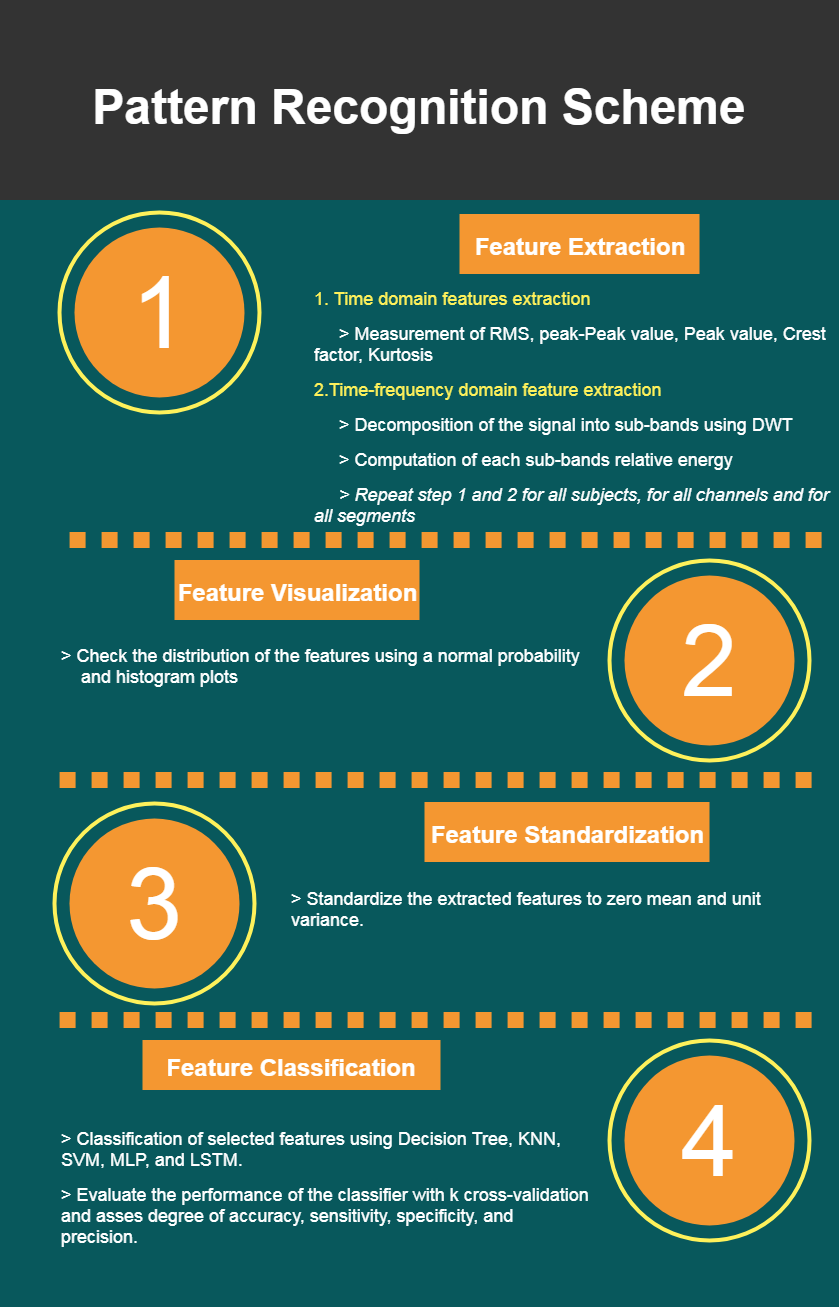 Pattern Recognition Scheme
1
Feature Extraction
1. Time domain features extraction
> Measurement of RMS, peak-Peak value, Peak value, Crest
factor, Kurtosis
2.Time-frequency domain feature extraction
> Decomposition of the signal into sub-bands using DWT
> Computation of each sub-bands relative energy
> Repeat step 1 and 2 for all subjects, for all channels and for
all segments
Feature Visualization
2
> Check the distribution of the features using a normal probability
and histogram plots
3
Feature Standardization
> Standardize the extracted features to zero mean and unit
variance.
Feature Classification
4
> Classification of selected features using Decision Tree, KNN,
SVM, MLP, and LSTM.
> Evaluate the performance of the classifier with k cross-validation
and asses degree of accuracy, sensitivity, specificity, and
precision.